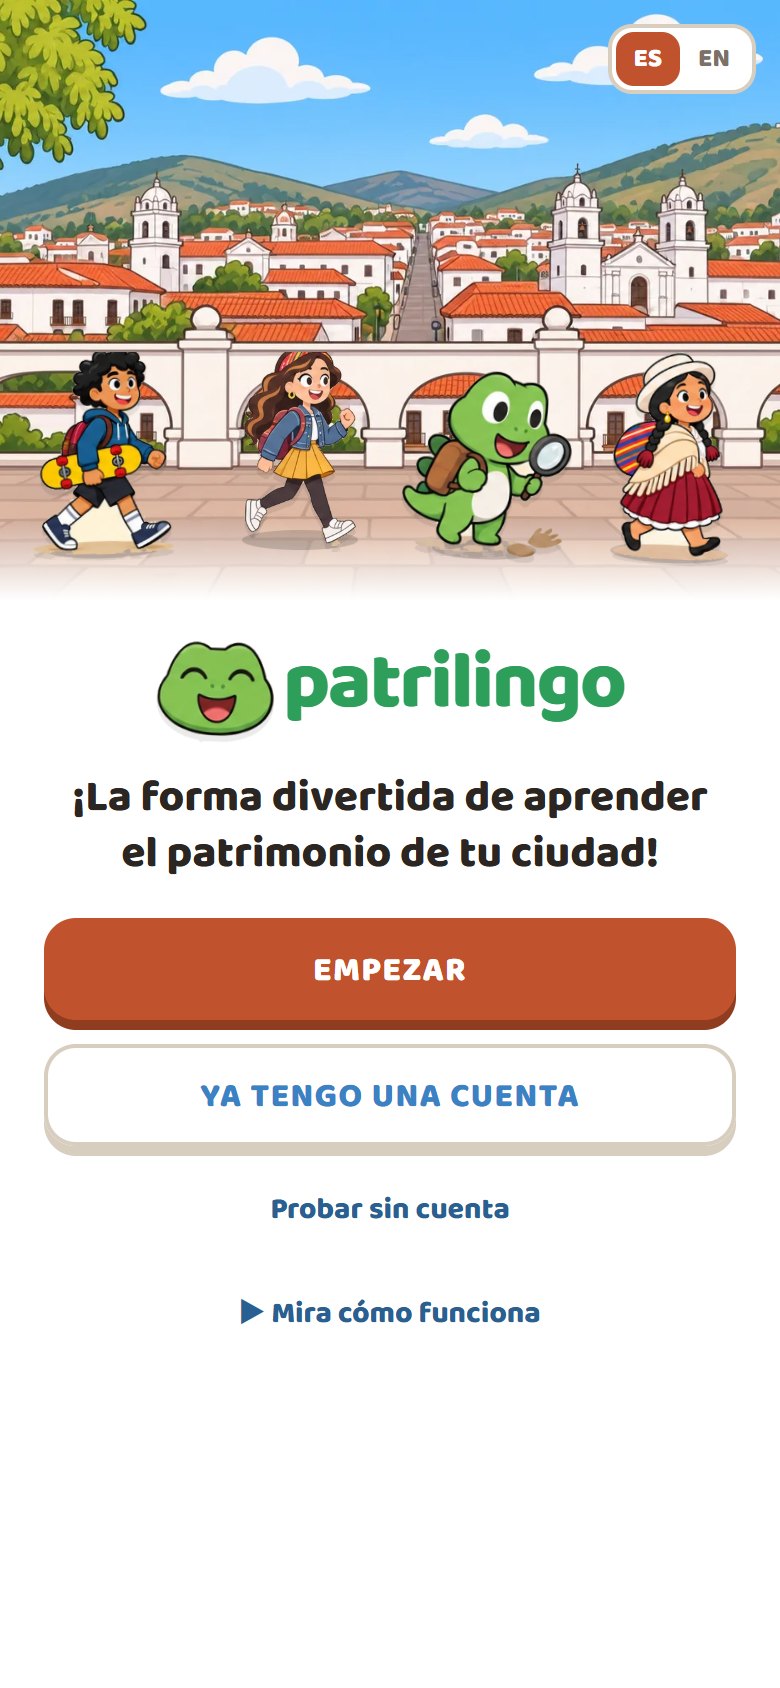 ES EN
patrilingo
¡La forma divertida de aprender
el patrimonio de tu ciudad!
EMPEZAR
YA TENGO UNA CUENTA
Probar sin cuenta
▶ Mira cómo funciona